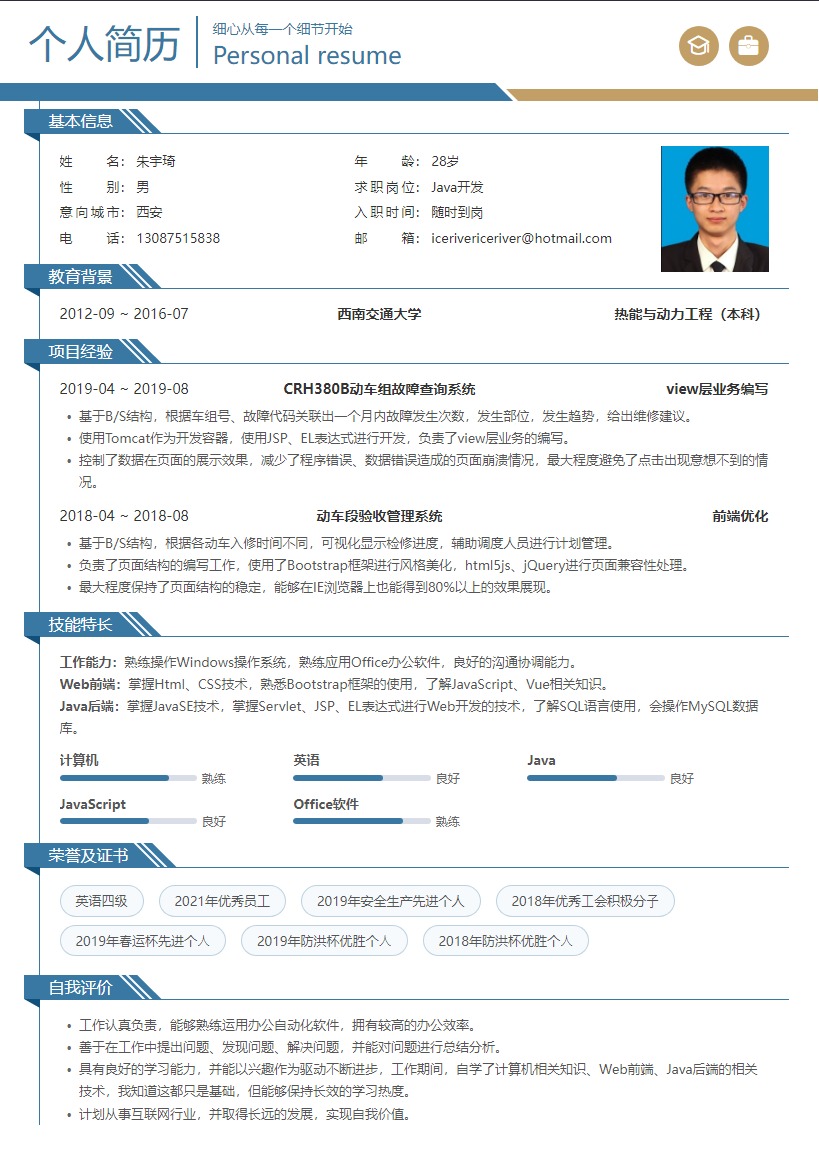 个人简历
细心从每一个细节开始
Personal resume
基本信息
姓 名： 朱宇琦 年 龄： 28岁
性 别： 男 求职岗位： Java开发
意向城市： 西安 入职时间： 随时到岗
电 话： 13087515838 邮 箱： icerivericeriver@hotmail.com
教育背景
2012-09 ~ 2016-07 西南交通大学 热能与动力工程（本科）
项目经验
2019-04 ~ 2019-08 CRH380B动车组故障查询系统 view层业务编写
• 基于B/S结构，根据车组号、故障代码关联出一个月内故障发生次数，发生部位，发生趋势，给出维修建议。
• 使用Tomcat作为开发容器，使用JSP、EL表达式进行开发，负责了view层业务的编写。
• 控制了数据在页面的展示效果，减少了程序错误、数据错误造成的页面崩溃情况，最大程度避免了点击出现意想不到的情
况。
2018-04 ~ 2018-08 动车段验收管理系统 前端优化
• 基于B/S结构，根据各动车入修时间不同，可视化显示检修进度，辅助调度人员进行计划管理。
• 负责了页面结构的编写工作，使用了Bootstrap框架进行风格美化，html5js、jQuery进行页面兼容性处理。
• 最大程度保持了页面结构的稳定，能够在IE浏览器上也能得到80%以上的效果展现。
技能特长
工作能力：熟练操作Windows操作系统，熟练应用Office办公软件，良好的沟通协调能力。
Web前端：掌握Html、CSS技术，熟悉Bootstrap框架的使用，了解JavaScript、Vue相关知识。
Java后端：掌握JavaSE技术，掌握Servlet、JSP、EL表达式进行Web开发的技术，了解SQL语言使用，会操作MySQL数据
库。
计算机 英语 Java
熟练 良好 良好
JavaScript Office软件
良好 熟练
荣誉及证书
英语四级 2021年优秀员工 2019年安全生产先进个人 2018年优秀工会积极分子
2019年春运杯先进个人 2019年防洪杯优胜个人 2018年防洪杯优胜个人
自我评价
• 工作认真负责，能够熟练运用办公自动化软件，拥有较高的办公效率。
• 善于在工作中提出问题、发现问题、解决问题，并能对问题进行总结分析。
• 具有良好的学习能力，并能以兴趣作为驱动不断进步，工作期间，自学了计算机相关知识、Web前端、Java后端的相关
技术，我知道这都只是基础，但能够保持长效的学习热度。
• 计划从事互联网行业，并取得长远的发展，实现自我价值。